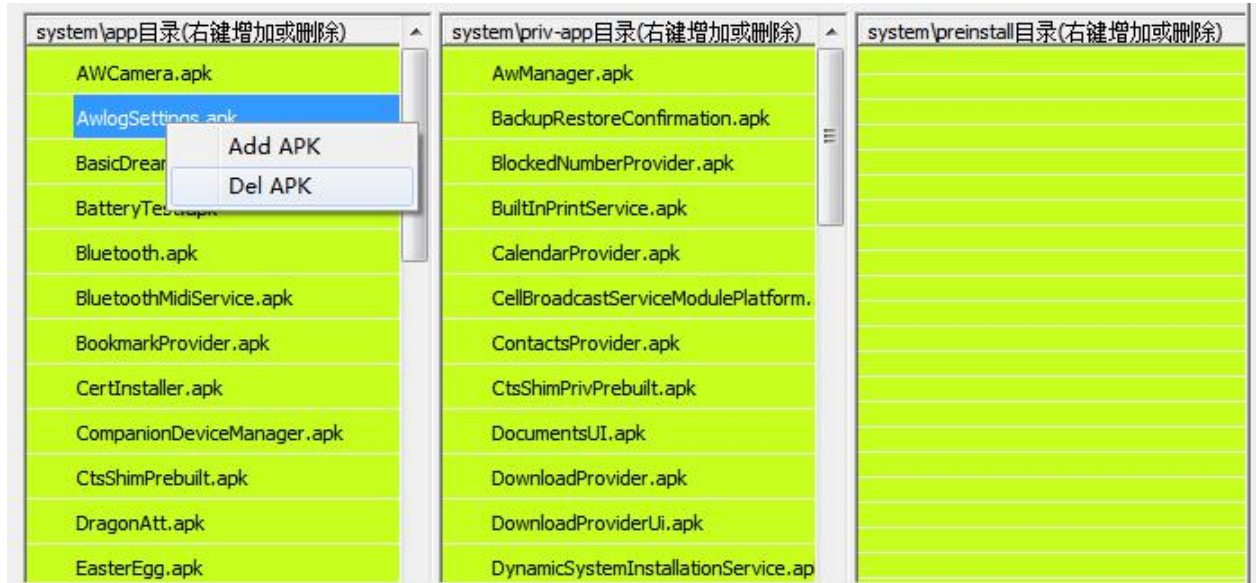 system\app目录(右键增加或删除)
AWCamera.apk
AwlogSettings.apk
Add APK
Del APK
Bluetooth.apk
BluetoothMidiService.apk
BookmarkProvider.apk
CertInstaller.apk
CompanionDeviceManager.apk
CtsShimPrebuilt.apk
DragonAtt.apk
EasterEgg.apk
system\priv-app目录(右键增加或删除)
AwManager.apk
BackupRestoreConfirmation.apk
BlockedNumberProvider.apk
BuiltInPrintService.apk
CalendarProvider.apk
CellBroadcastServiceModulePlatform.
ContactsProvider.apk
CtsShimPrivPrebuilt.apk
DocumentsUI.apk
DownloadProvider.apk
DownloadProviderUi.apk
DynamicSystemInstallationService.ap
system\preinstall目录(右键增加或删除)